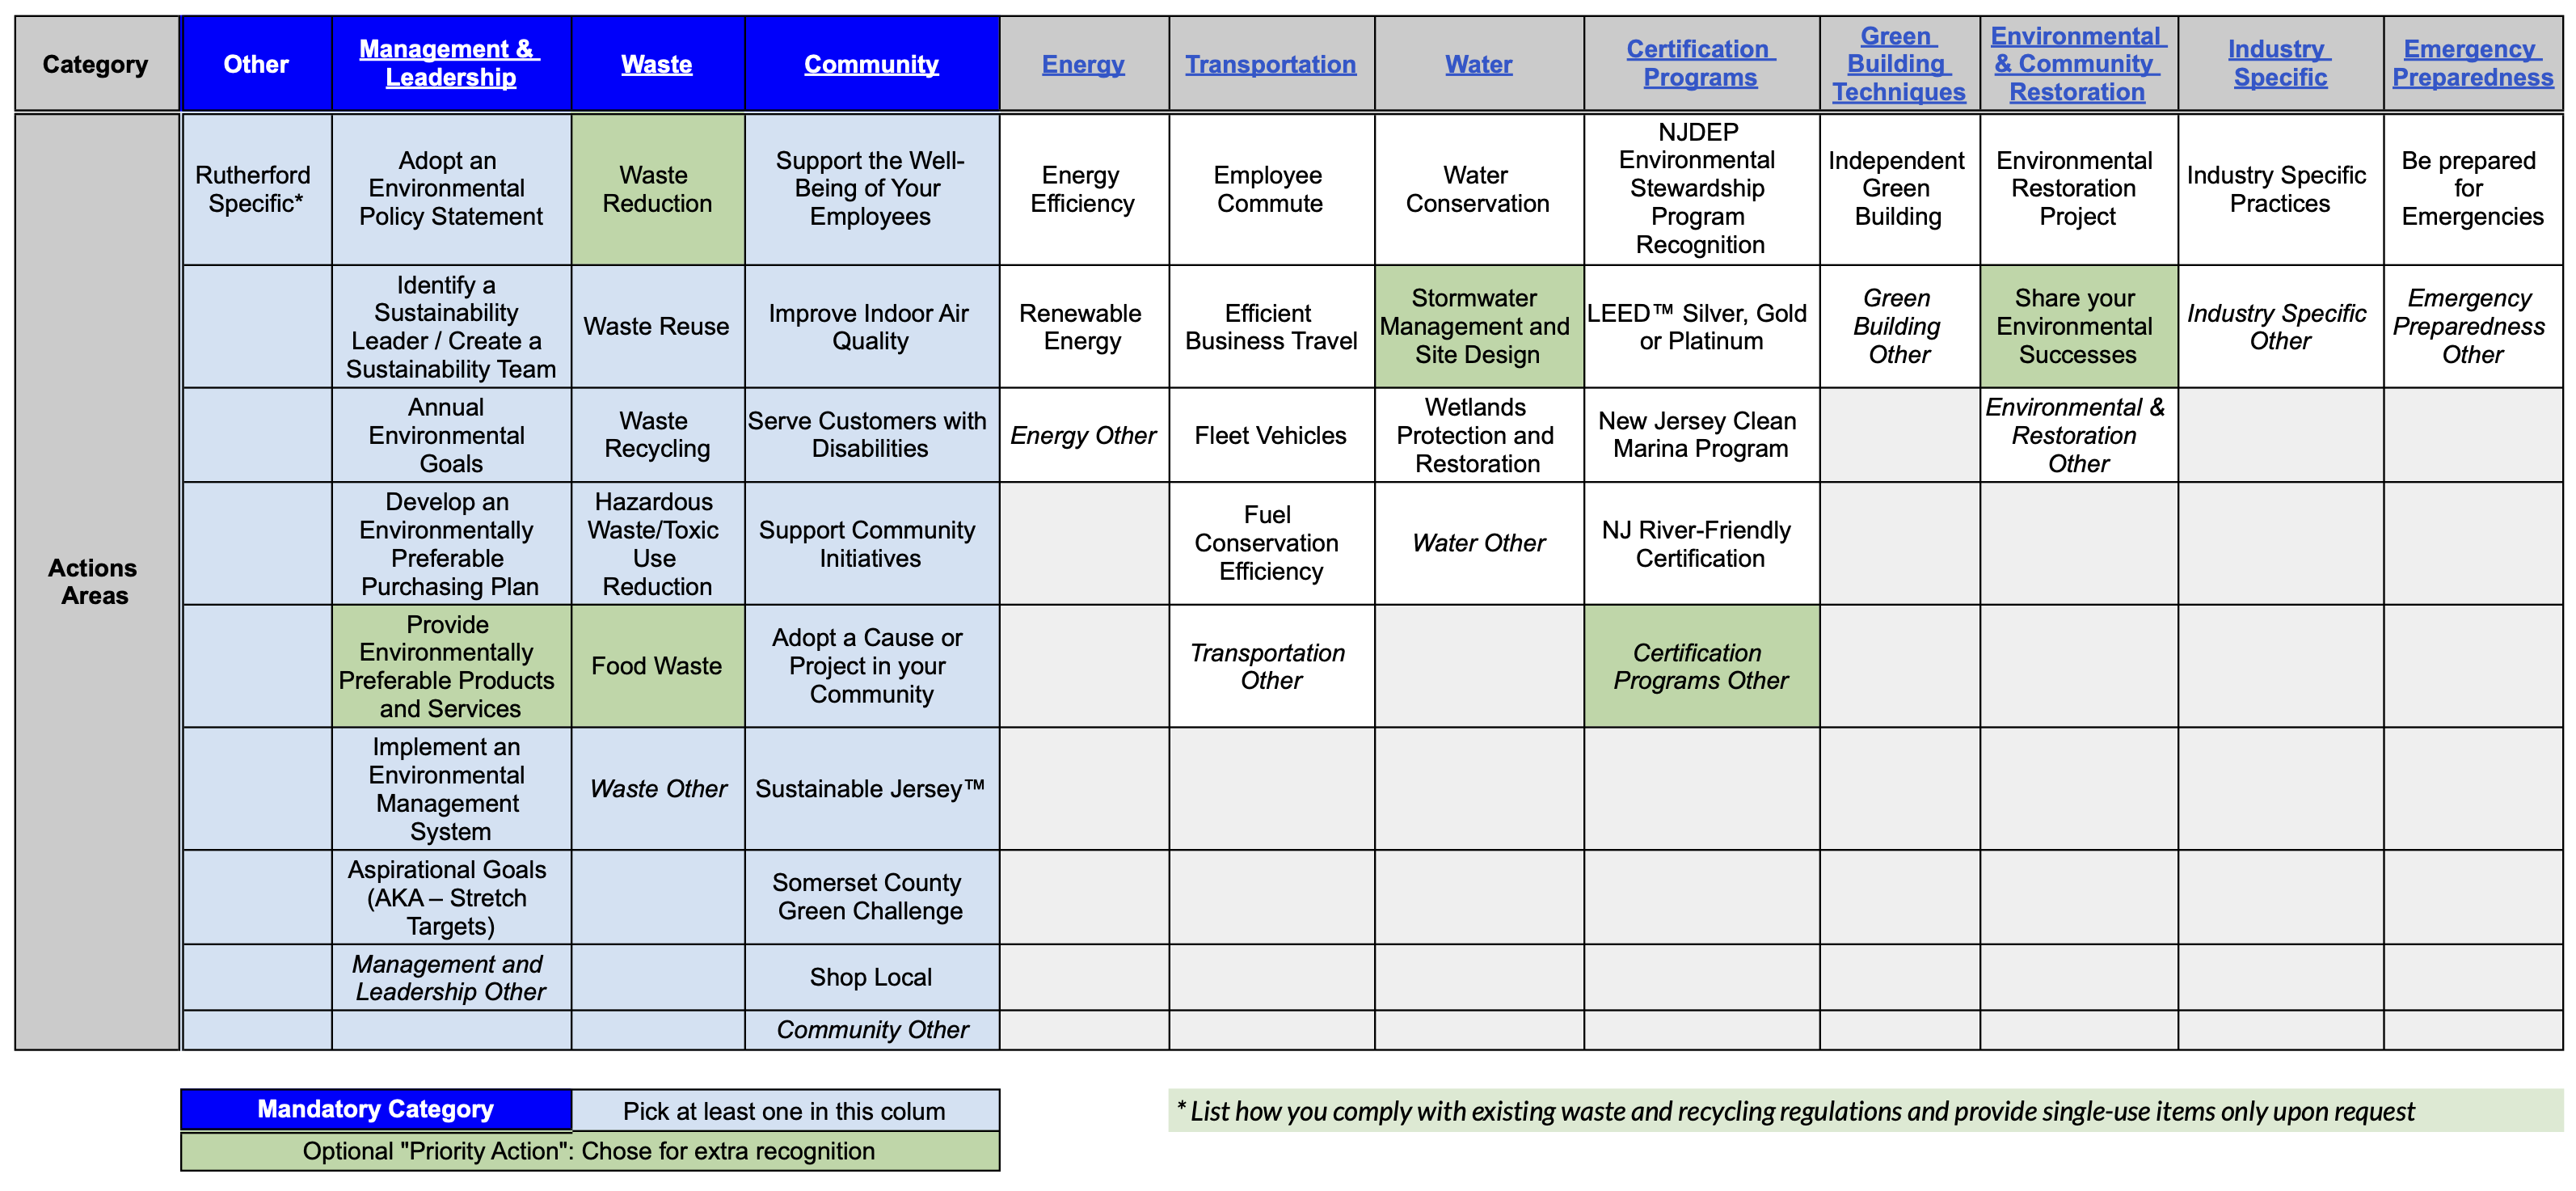 Category
Other
Management &
Leadership
Waste
Community
Energy
Transportation
Water
Certification
Programs
Green
Building
Techniques
Environmental
& Community
Restoration
Industry
Specific
Emergency
Preparedness
Actions
Areas
Rutherford
Specific*
Adopt an
Environmental
Policy Statement
Waste
Reduction
Support the Well-
Being of Your
Employees
Energy
Efficiency
Employee
Commute
Water
Conservation
NJDEP
Environmental
Stewardship
Program
Recognition
Independent
Green
Building
Environmental
Restoration
Project
Industry Specific
Practices
Be prepared
for
Emergencies
Identify a
Sustainability
Leader / Create a
Sustainability Team
Waste Reuse
Improve Indoor Air
Quality
Renewable
Energy
Efficient
Business Travel
Stormwater
Management and
Site Design
LEED™ Silver, Gold
or Platinum
Green
Building
Other
Share your
Environmental
Successes
Industry Specific
Other
Emergency
Preparedness
Other
Annual
Environmental
Goals
Waste
Recycling
Serve Customers with
Disabilities
Energy Other
Fleet Vehicles
Wetlands
Protection and
Restoration
New Jersey Clean
Marina Program
Environmental &
Restoration
Other
Develop an
Environmentally
Preferable
Purchasing Plan
Hazardous
Waste/Toxic
Use
Reduction
Support Community
Initiatives
Fuel
Conservation
Efficiency
Water Other
NJ River-Friendly
Certification
Provide
Environmentally
Preferable Products
and Services
Food Waste
Adopt a Cause or
Project in your
Community
Transportation
Other
Certification
Programs Other
Implement an
Environmental
Management
System
Waste Other
Sustainable Jersey™
Aspirational Goals
(AKA – Stretch
Targets)
Somerset County
Green Challenge
Management and
Leadership Other
Shop Local
Community Other
Mandatory Category
Pick at least one in this colum
Optional "Priority Action": Chose for extra recognition
* List how you comply with existing waste and recycling regulations and provide single-use items only upon request